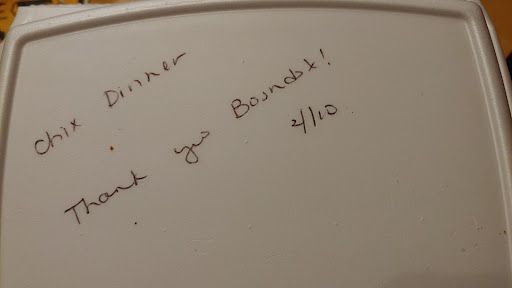 Chix Dinner
Thank you
2/10